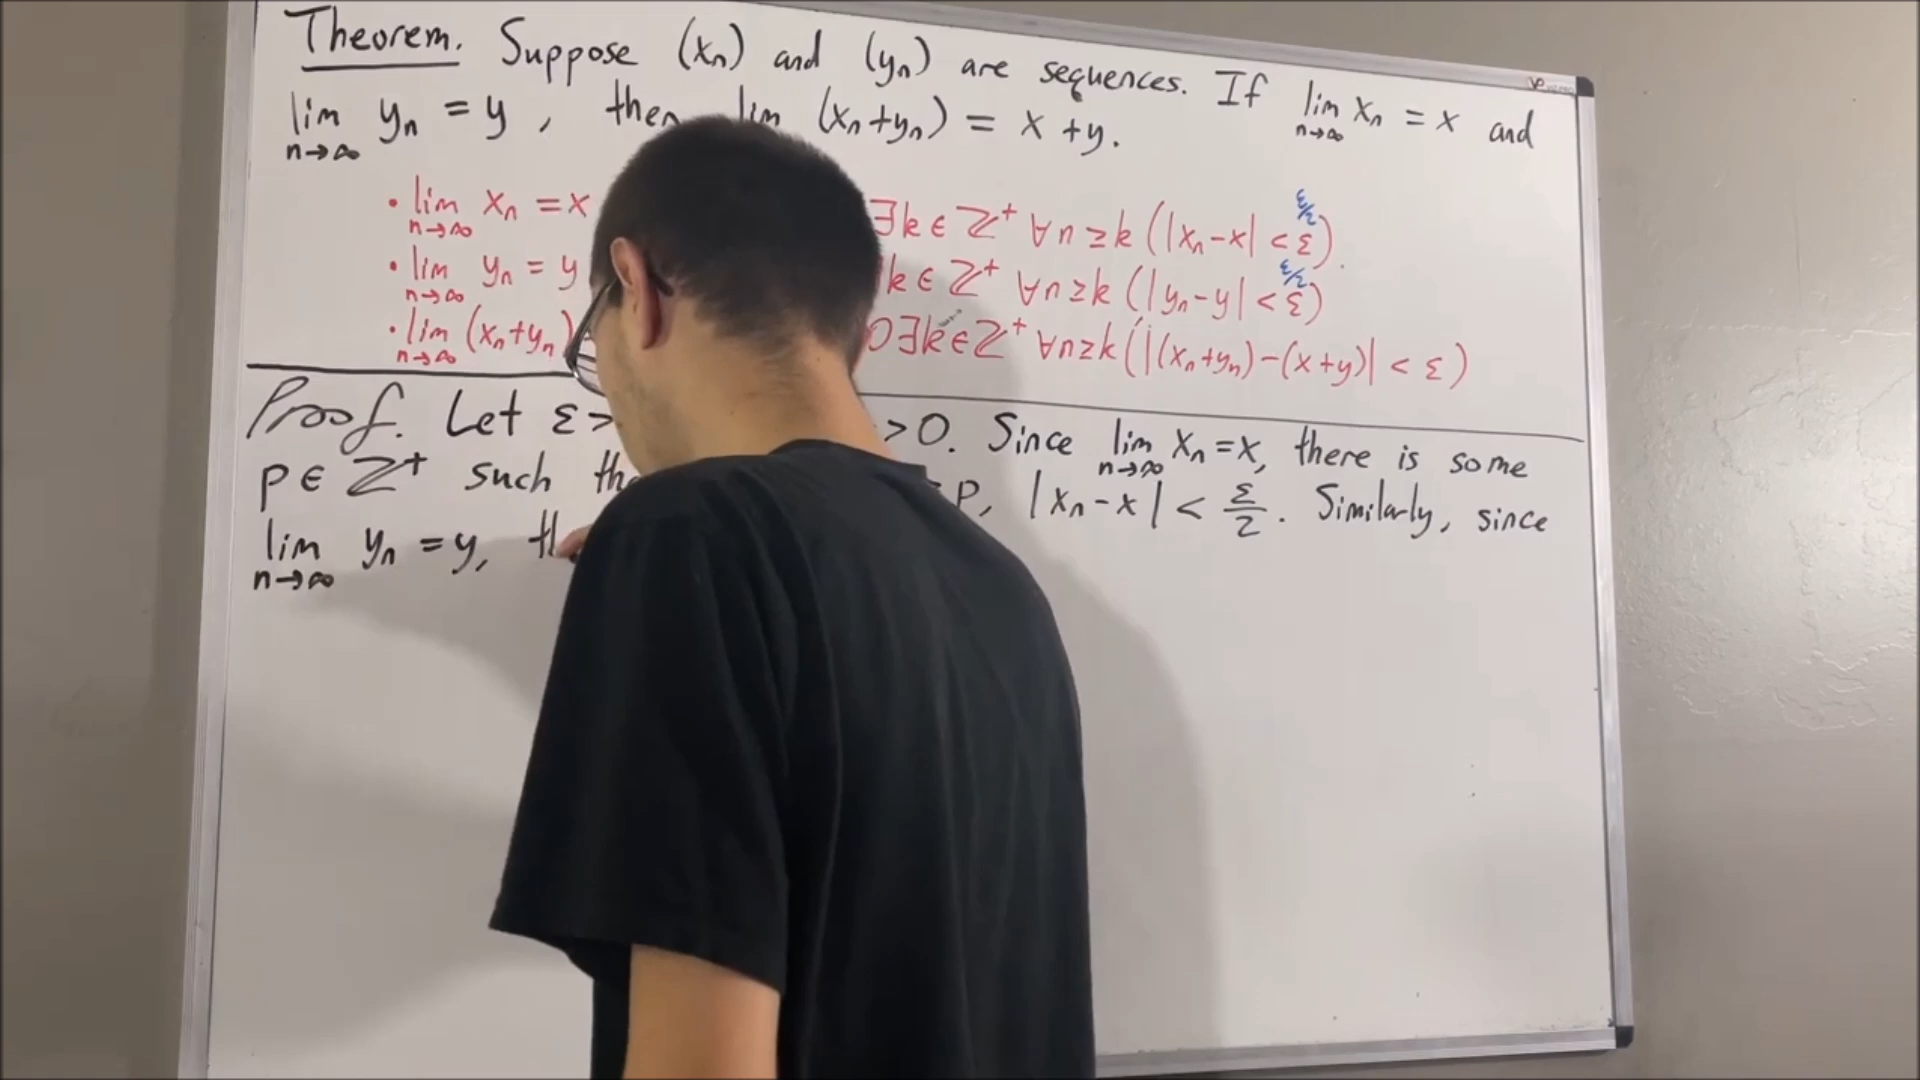 Theorem. Suppose (xₙ) and (yₙ) are sequences. If lim n→∞ xₙ = x and
lim n→∞ yₙ = y, then lim (xₙ+yₙ) = x+y.
• lim n→∞ xₙ = x ∃k∈ℤ⁺ ∀n≥k (|xₙ-x| < ε). ε/2
• lim n→∞ yₙ = y k∈ℤ⁺ ∀n≥k (|yₙ-y| < ε) ε/2
• lim n→∞ (xₙ+yₙ) 0 ∃k∈ℤ⁺ ∀n≥k (|(xₙ+yₙ)-(x+y)| < ε)
Proof. Let ε> >0. Since lim n→∞ xₙ=x, there is some
p∈ℤ⁺ such p, |xₙ-x| < ε/2. Similarly, since
lim n→∞ yₙ = y,